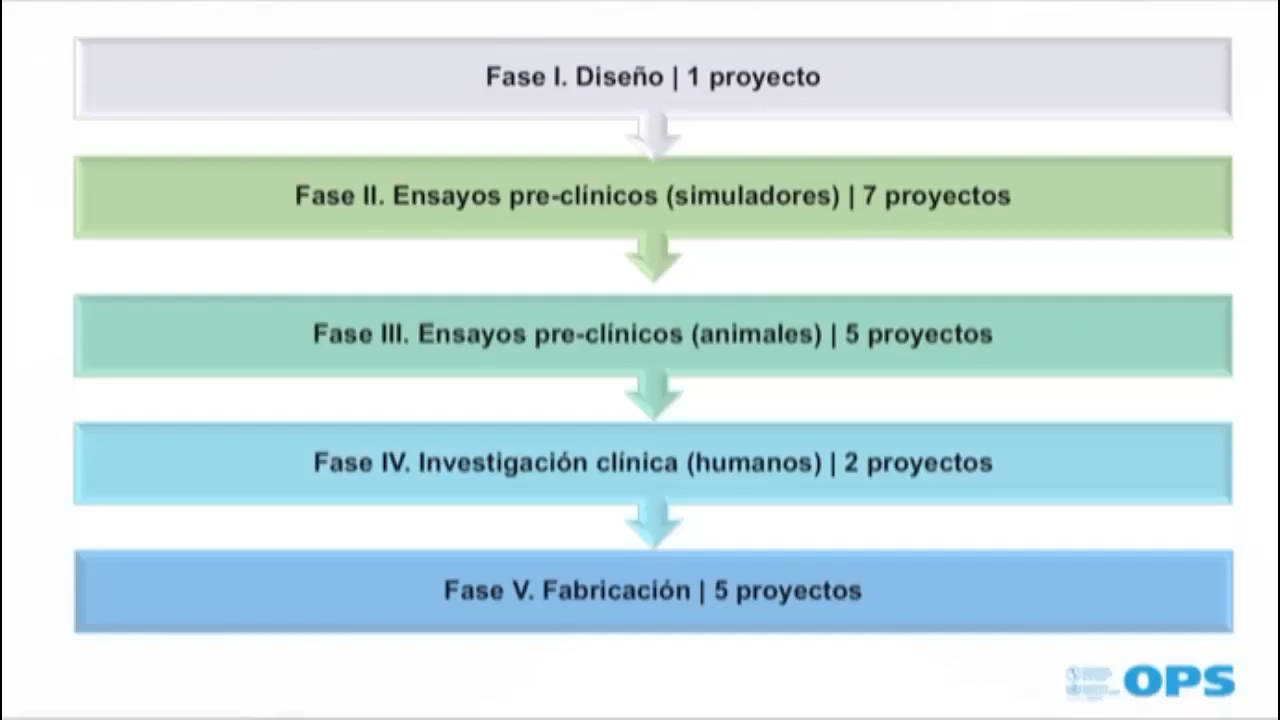 Fase I. Diseño | 1 proyecto
Fase II. Ensayos pre-clínicos (simuladores) | 7 proyectos
Fase III. Ensayos pre-clínicos (animales) | 5 proyectos
Fase IV. Investigación clínica (humanos) | 2 proyectos
Fase V. Fabricación | 5 proyectos
OPS